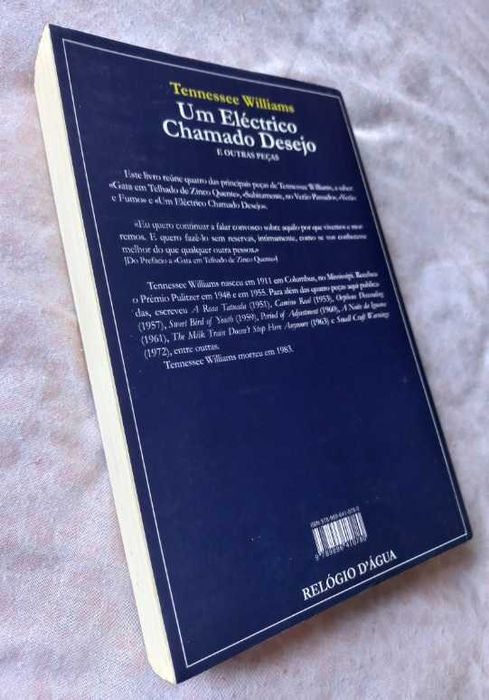 Tennessee Williams
Um Eléctrico
Chamado Desejo
E OUTRAS PEÇAS
Este livro reúne quatro das principais peças de Tennessee Williams, a saber:
«Gata em Telhado de Zinco Quente», «Subitamente, no Verão Passado», «Verão
e Fumo» e «Um Eléctrico Chamado Desejo».
«Eu quero continuar a falar convosco sobre aquilo por que vivemos e mor-
remos. E quero fazê-lo sem reservas, intimamente, como se vos conhecesse
melhor do que qualquer outra pessoa.»
[Do Prefácio a «Gata em Telhado de Zinco Quente»]
Tennessee Williams nasceu em 1911 em Columbus, no Mississipi. Recebeu
o Prémio Pulitzer em 1948 e em 1955. Para além das quatro peças aqui publica-
das, escreveu A Rosa Tatuada (1951), Camino Real (1953), Orpheus Descending
(1957), Sweet Bird of Youth (1959), Period of Adjustment (1960), A Noite da Iguana
(1961), The Milk Train Doesn't Stop Here Anymore (1963) e Small Craft Warnings
(1972), entre outras.
Tennessee Williams morreu em 1983.
RELÓGIO D'ÁGUA